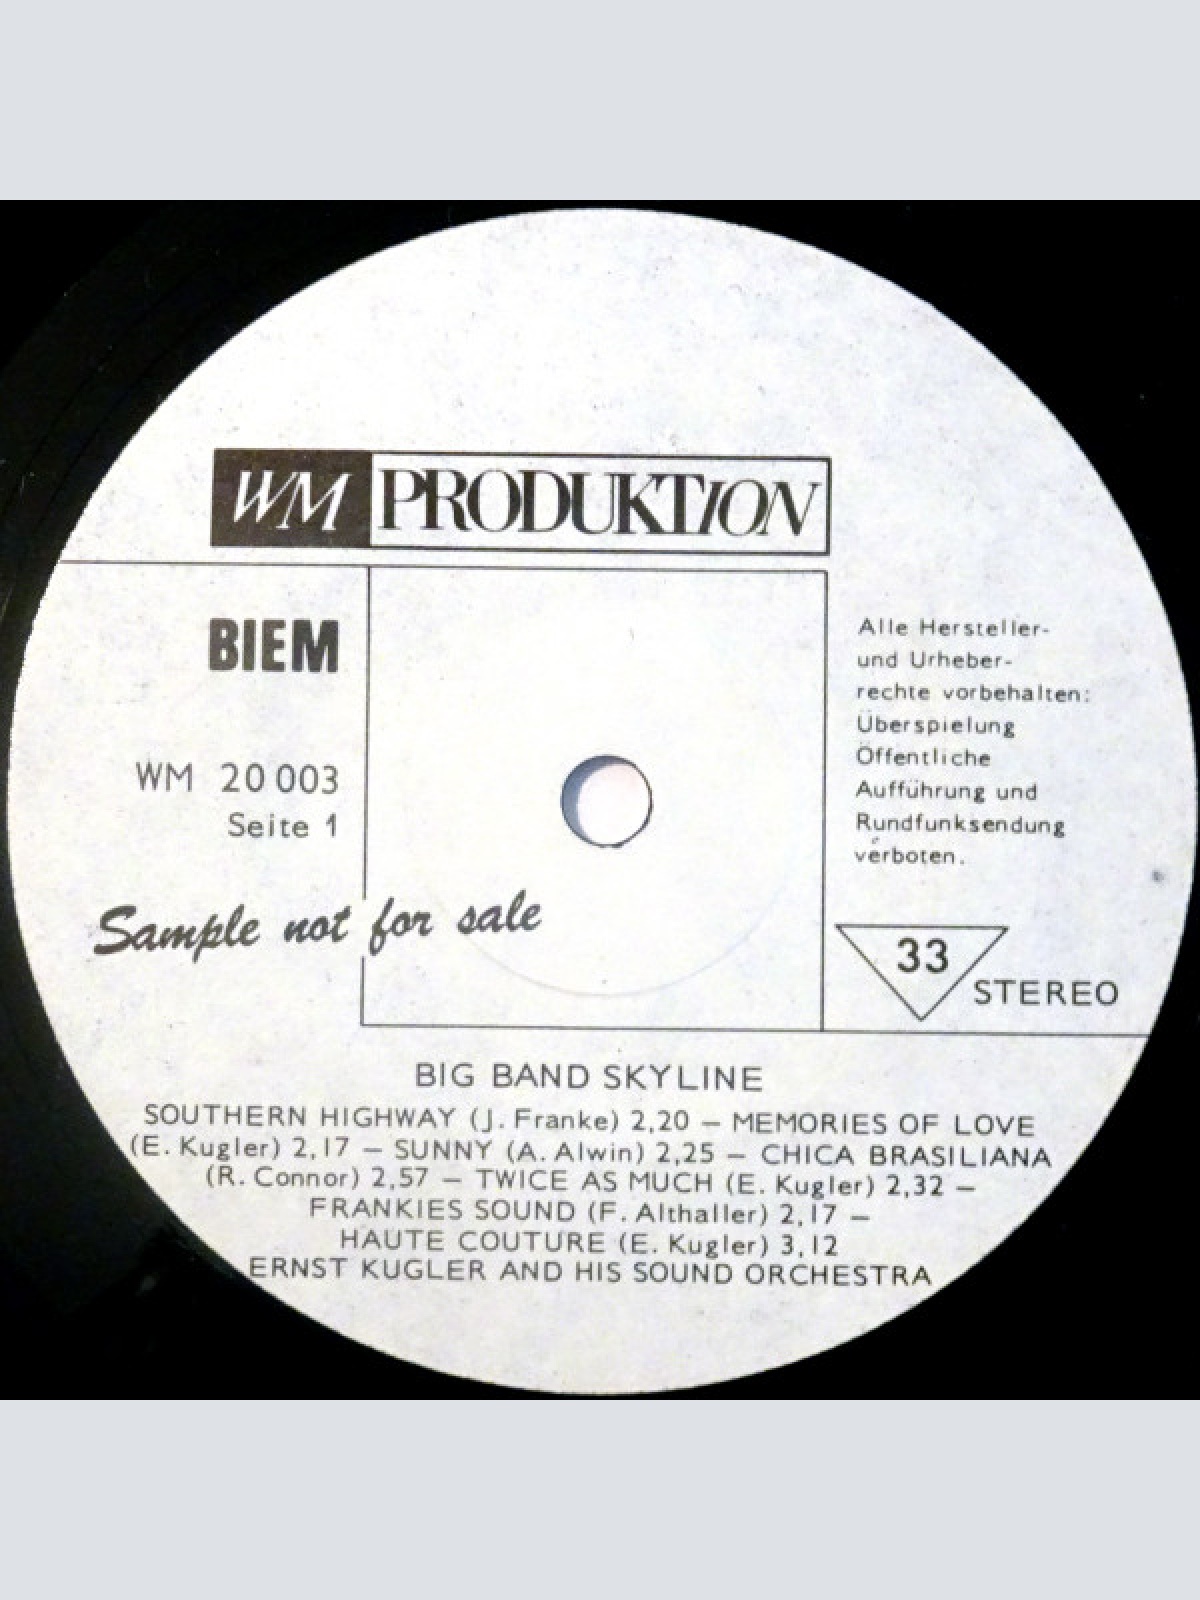 WM PRODUKTION
BIEM
WM 20 003
Seite 1
Sample not for sale
Alle Hersteller-
und Urheber-
rechte vorbehalten:
Überspielung
Öffentliche
Aufführung und
Rundfunksendung
verboten.
33
STEREO
BIG BAND SKYLINE
SOUTHERN HIGHWAY (J. Franke) 2,20 – MEMORIES OF LOVE
(E. Kugler) 2,17 – SUNNY (A. Alwin) 2,25 – CHICA BRASILIANA
(R. Connor) 2,57 – TWICE AS MUCH (E. Kugler) 2,32 –
FRANKIES SOUND (F. Althaller) 2,17 –
HAUTE COUTURE (E. Kugler) 3,12
ERNST KUGLER AND HIS SOUND ORCHESTRA